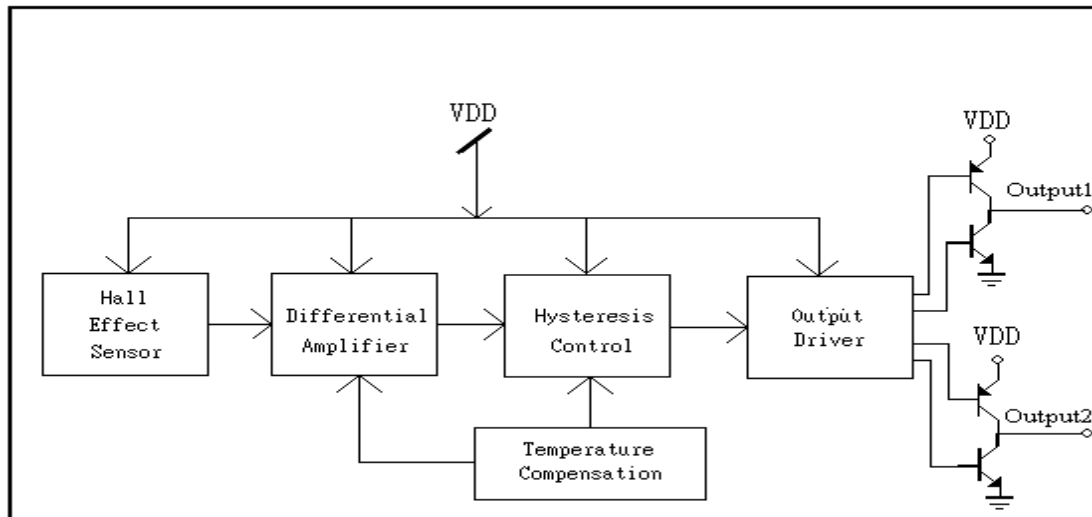 VDD
VDD
Output1
Hall
Effect
Sensor
Differential
Amplifier
Hysteresis
Control
Output
Driver
VDD
Output2
Temperature
Compensation